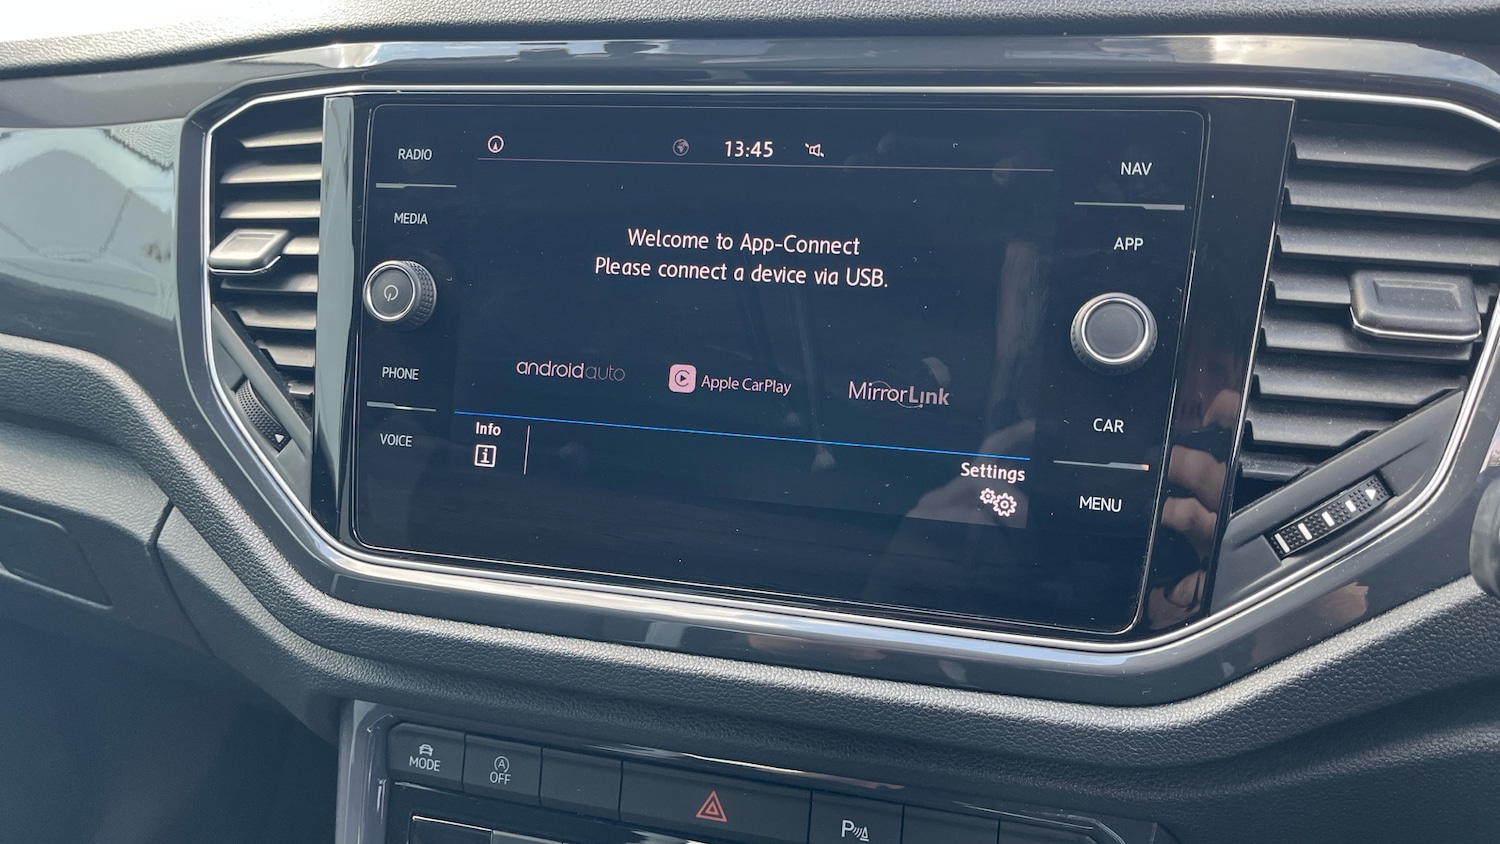 13:45
RADIO
MEDIA
PHONE
VOICE
Welcome to App-Connect
Please connect a device via USB.
androidauto
Apple CarPlay
MirrorLink
Info
i
Settings
NAV
APP
CAR
MENU
MODE
A
OFF
P